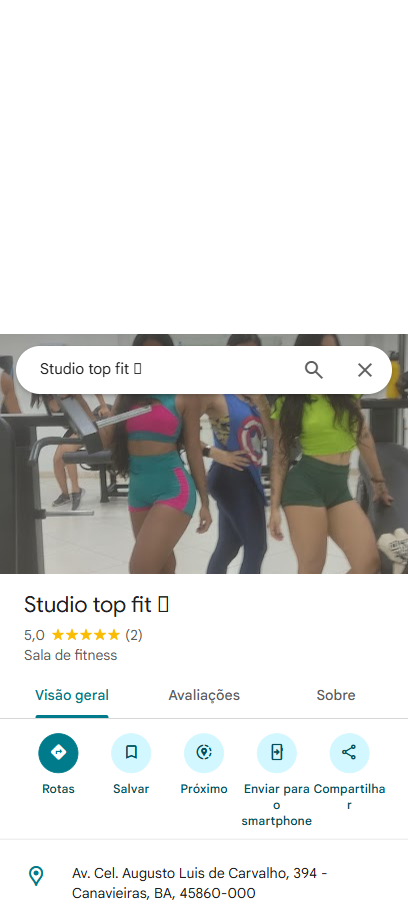 Studio top fit
Studio top fit
5,0 (2)
Sala de fitness
Visão geral Avaliações Sobre
Rotas Salvar Próximo Enviar para o smartphone Compartilhar
Av. Cel. Augusto Luis de Carvalho, 394 -
Canavieiras, BA, 45860-000